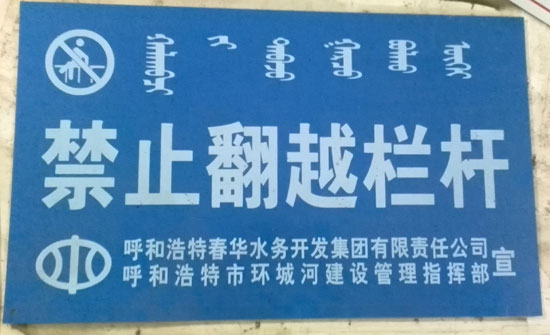 禁止翻越栏杆
呼和浩特春华水务开发集团有限责任公司
呼和浩特市环城河建设管理指挥部 宣